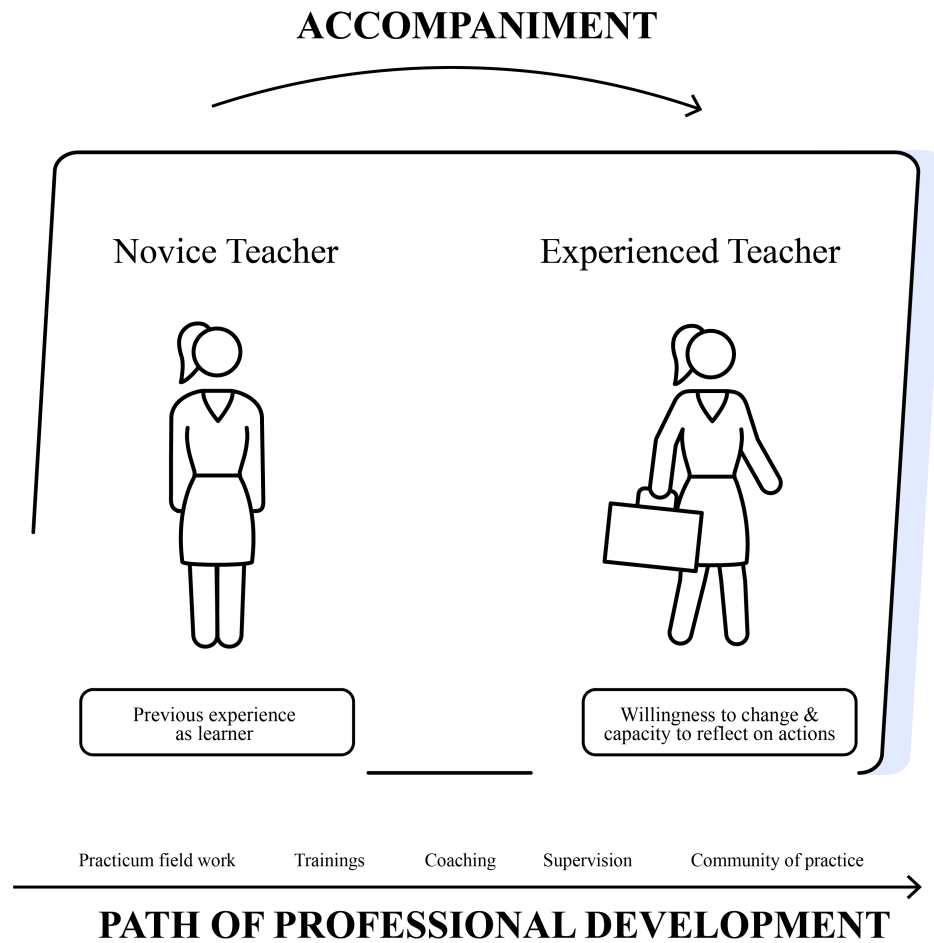 ACCOMPANIMENT
Novice Teacher
Experienced Teacher
Previous experience
as learner
Willingness to change &
capacity to reflect on actions
Practicum field work
Trainings
Coaching
Supervision
Community of practice
PATH OF PROFESSIONAL DEVELOPMENT